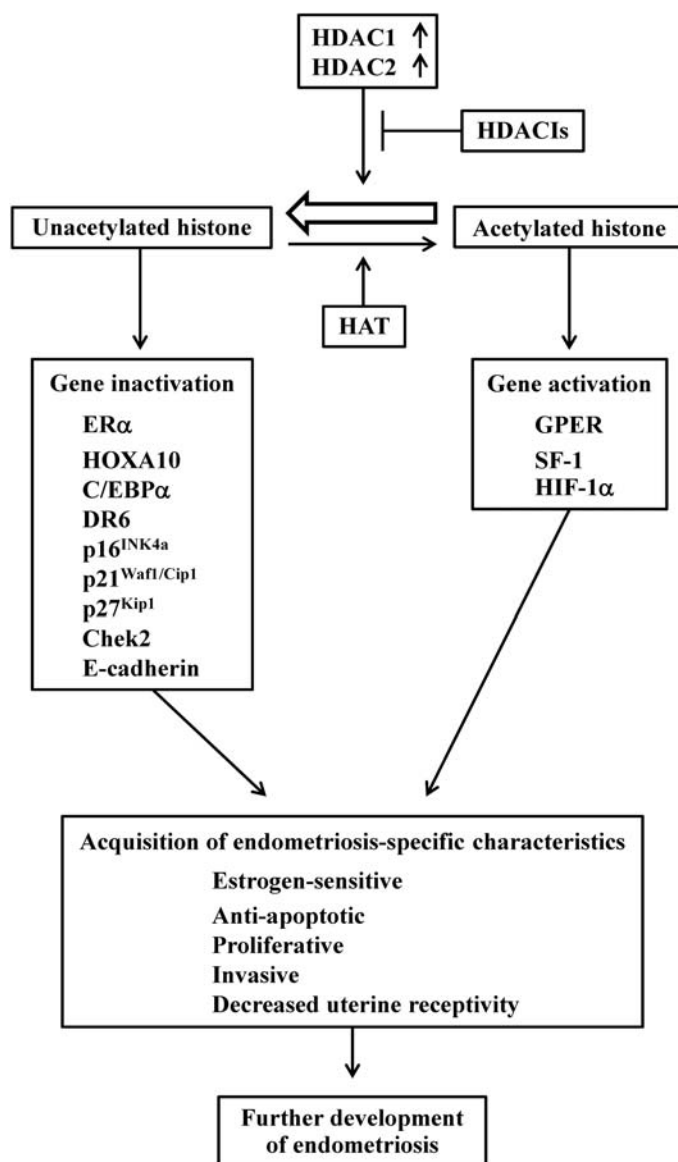 HDAC1 ↑
HDAC2 ↑
HDACIs
Unacetylated histone
Acetylated histone
HAT
Gene inactivation
ERα
HOXA10
C/EBPα
DR6
p16INK4a
p21Waf1/Cip1
p27Kip1
Chek2
E-cadherin
Gene activation
GPER
SF-1
HIF-1α
Acquisition of endometriosis-specific characteristics
Estrogen-sensitive
Anti-apoptotic
Proliferative
Invasive
Decreased uterine receptivity
Further development
of endometriosis